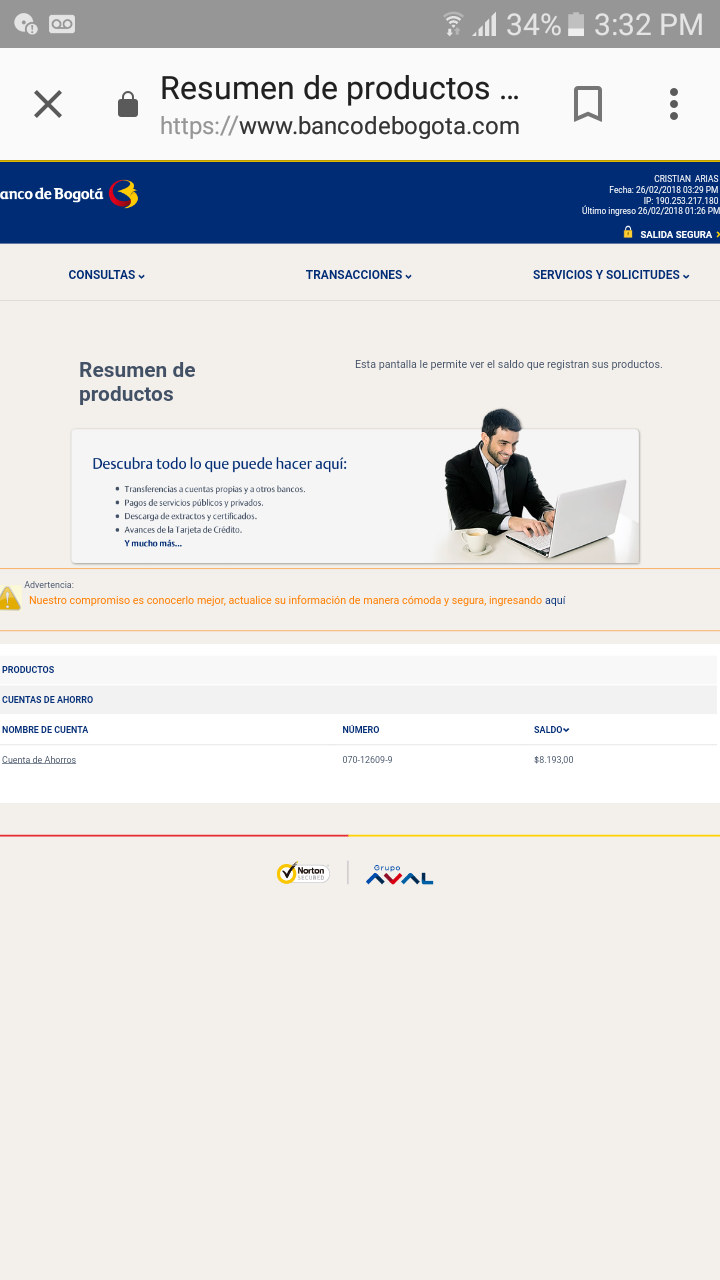 34% 3:32 PM
Resumen de productos ...
https://www.bancodebogota.com
anco de Bogotá
CRISTIAN ARIAS
Fecha: 26/02/2018 03:29 PM
IP: 190.253.217.180
Último ingreso 26/02/2018 01:26 PM
SALIDA SEGURA
CONSULTAS TRANSACCIONES SERVICIOS Y SOLICITUDES
Resumen de
productos
Esta pantalla le permite ver el saldo que registran sus productos.
Descubra todo lo que puede hacer aquí:
• Transferencias a cuentas propias y a otros bancos.
• Pagos de servicios públicos y privados.
• Descarga de extractos y certificados.
• Avances de la Tarjeta de Crédito.
Y mucho más...
Advertencia:
Nuestro compromiso es conocerlo mejor, actualice su información de manera cómoda y segura, ingresando aquí
PRODUCTOS
CUENTAS DE AHORRO
NOMBRE DE CUENTA NÚMERO SALDO
Cuenta de Ahorros 070-12609-9 $8.193,00
Norton
SECURED
Grupo
AVAL